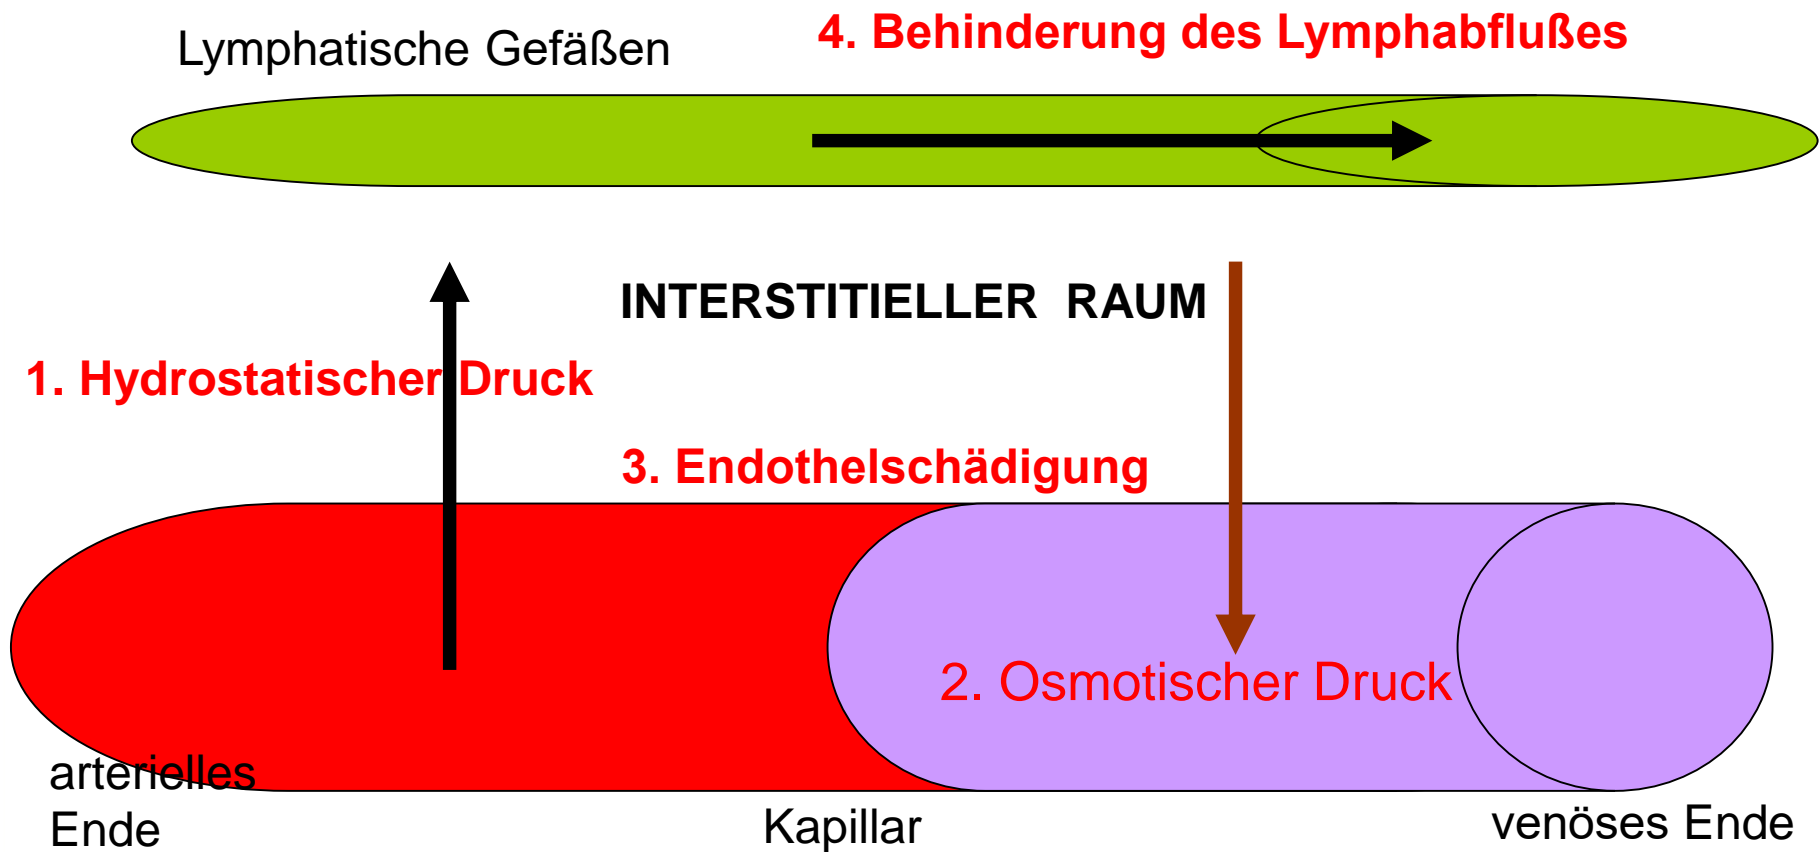 Lymphatische Gefäßen
4. Behinderung des Lymphabflußes
INTERSTITIELLER RAUM
1. Hydrostatischer Druck
3. Endothelschädigung
2. Osmotischer Druck
arterielles
Ende
Kapillar
venöses Ende